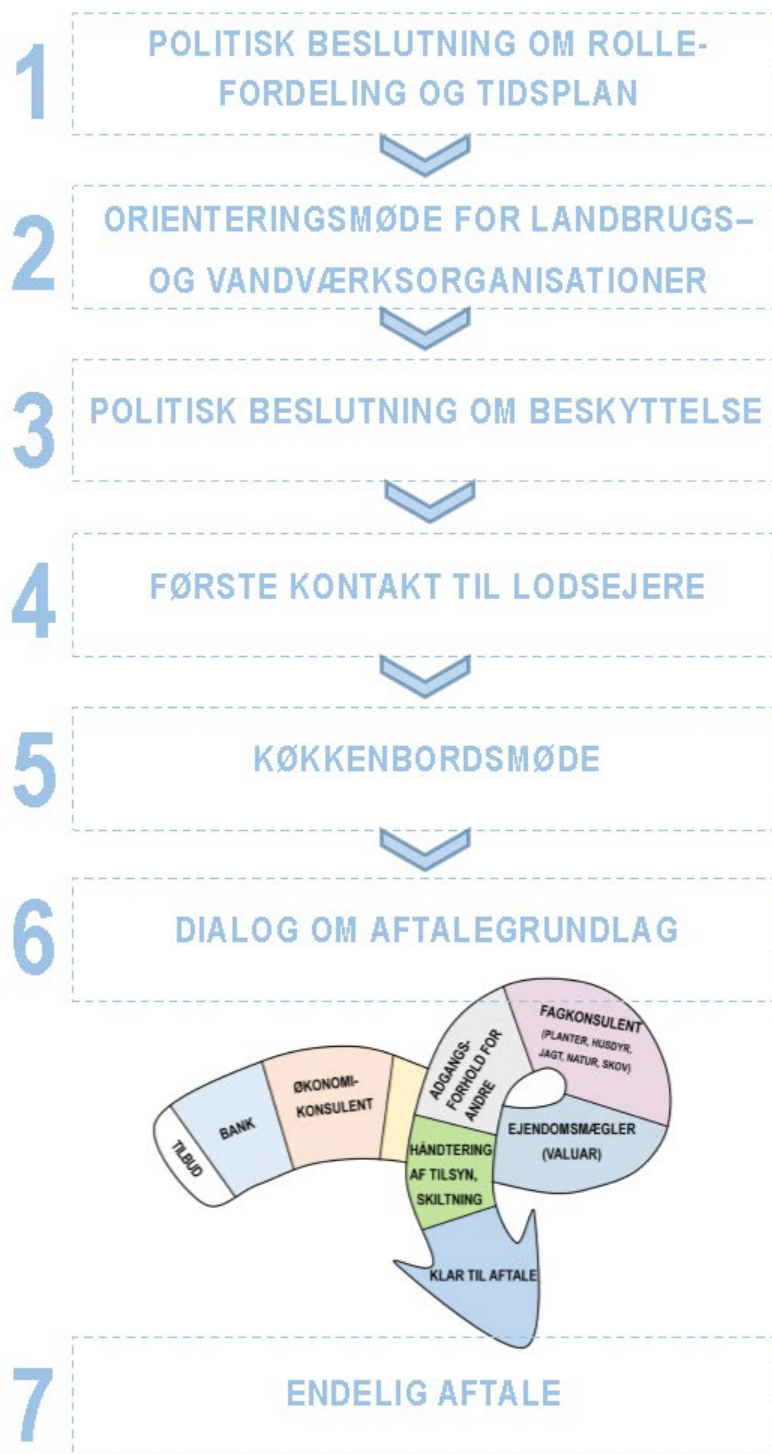 1
POLITISK BESLUTNING OM ROLLE-
FORDELING OG TIDSPLAN
2
ORIENTERINGSMØDE FOR LANDBRUGS–
OG VANDVÆRKSORGANISATIONER
3
POLITISK BESLUTNING OM BESKYTTELSE
4
FØRSTE KONTAKT TIL LODSEJERE
5
KØKKENBORDSMØDE
6
DIALOG OM AFTALEGRUNDLAG
TILBUD
BANK
ØKONOMI-
KONSULENT
EJENDOMSMÆGLER
(VALUAR)
FAGKONSULENT
(PLANTER, HUSDYR,
JAGT, NATUR, SKOV)
ADGANGS-
FORHOLD FOR
ANDRE
HÅNDTERING
AF TILSYN,
SKILTNING
KLAR TIL AFTALE
7
ENDELIG AFTALE